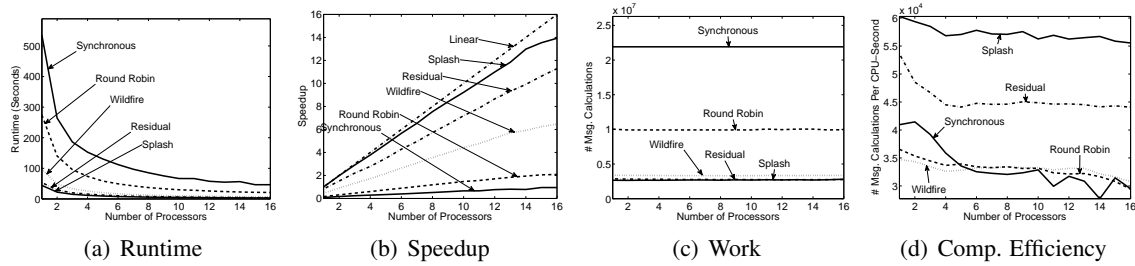 Runtime (Seconds)
500
400
300
200
100
0
Synchronous
Round Robin
Wildfire
Residual
Splash
2 4 6 8 10 12 14 16
Number of Processors
(a) Runtime
Speedup
16
14
12
10
8
6
4
2
0
Linear
Splash
Residual
Wildfire
Round Robin
Synchronous
2 4 6 8 10 12 14 16
Number of Processors
(b) Speedup
x 10^7
# Msg. Calculations
2.5
2
1.5
1
0.5
0
Synchronous
Round Robin
Wildfire
Residual
Splash
2 4 6 8 10 12 14 16
Number of Processors
(c) Work
x 10^4
# Msg. Calculations Per CPU−Second
6
5.5
5
4.5
4
3.5
3
Splash
Residual
Synchronous
Round Robin
Wildfire
2 4 6 8 10 12 14 16
Number of Processors
(d) Comp. Efficiency